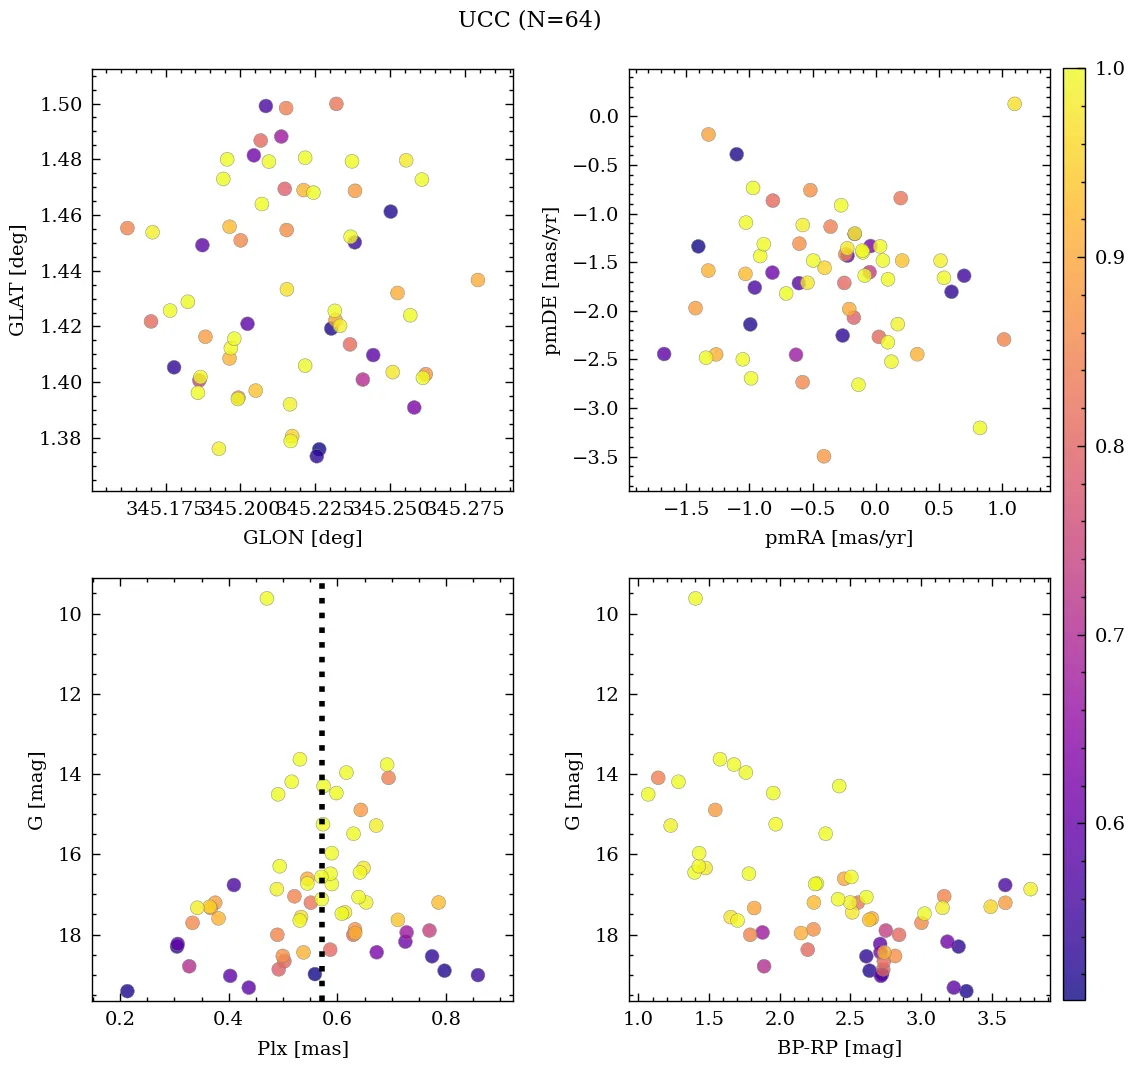 UCC (N=64)
1.50
1.48
1.46
1.44
1.42
1.40
1.38
GLAT [deg]
345.175 345.200 345.225 345.250 345.275
GLON [deg]
0.0
−0.5
−1.0
−1.5
−2.0
−2.5
−3.0
−3.5
pmDE [mas/yr]
−1.5 −1.0 −0.5 0.0 0.5 1.0
pmRA [mas/yr]
10
12
14
16
18
G [mag]
0.2 0.4 0.6 0.8
Plx [mas]
10
12
14
16
18
G [mag]
1.0 1.5 2.0 2.5 3.0 3.5
BP-RP [mag]
1.0
0.9
0.8
0.7
0.6